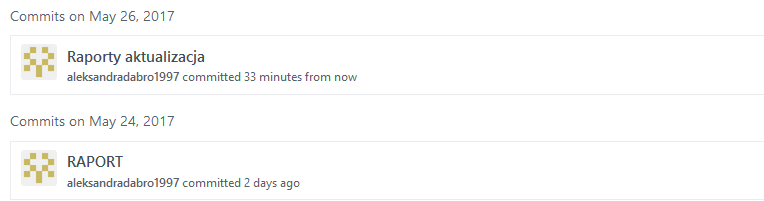 Commits on May 26, 2017
Raporty aktualizacja
aleksandradabro1997 committed 33 minutes from now
Commits on May 24, 2017
RAPORT
aleksandradabro1997 committed 2 days ago